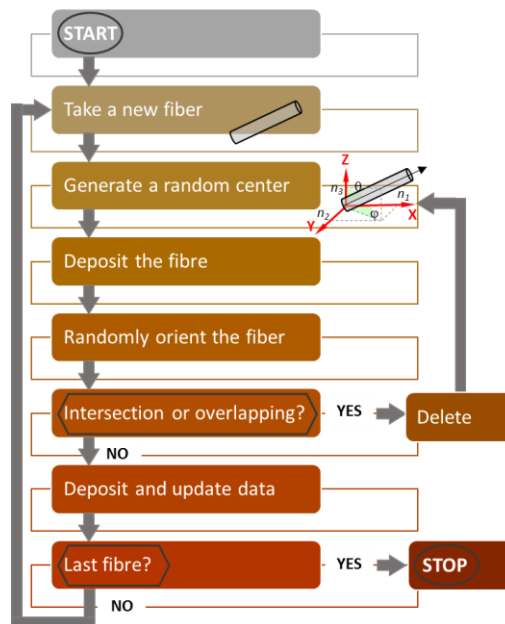 START
Take a new fiber
Generate a random center
Z
n3
θ
n1
n2
φ
X
Y
Deposit the fibre
Randomly orient the fiber
Intersection or overlapping?
YES
Delete
NO
Deposit and update data
Last fibre?
YES
STOP
NO